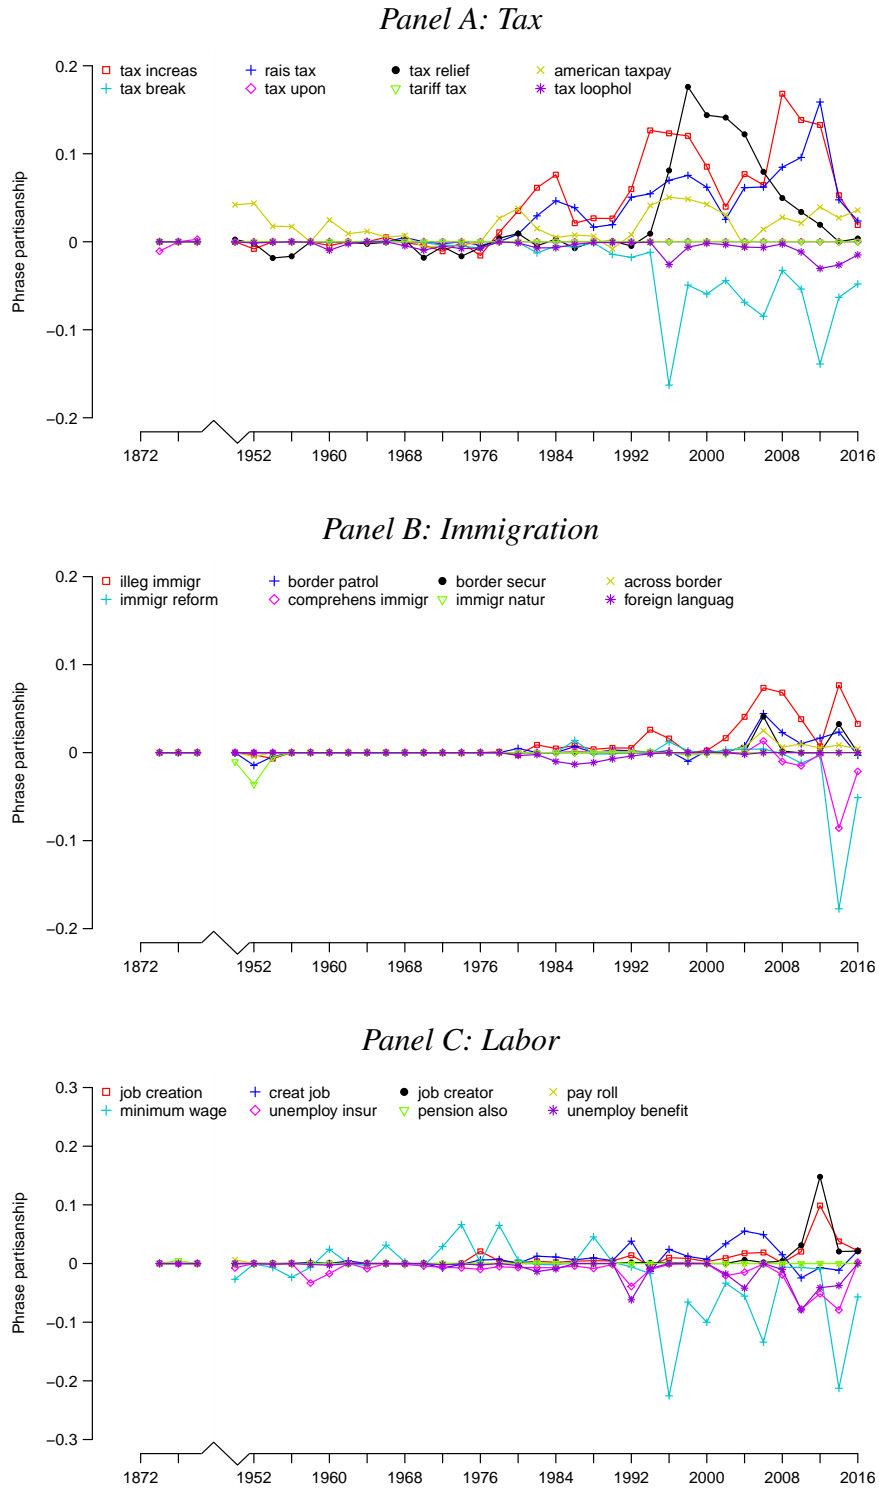 Panel A: Tax
tax increas rais tax tax relief american taxpay
tax break tax upon tariff tax tax loophol
Phrase partisanship
0.2
0.1
0
−0.1
−0.2
1872 1952 1960 1968 1976 1984 1992 2000 2008 2016
Panel B: Immigration
illeg immigr border patrol border secur across border
immigr reform comprehens immigr immigr natur foreign languag
Phrase partisanship
0.2
0.1
0
−0.1
−0.2
1872 1952 1960 1968 1976 1984 1992 2000 2008 2016
Panel C: Labor
job creation creat job job creator pay roll
minimum wage unemploy insur pension also unemploy benefit
Phrase partisanship
0.3
0.2
0.1
0
−0.1
−0.2
−0.3
1872 1952 1960 1968 1976 1984 1992 2000 2008 2016